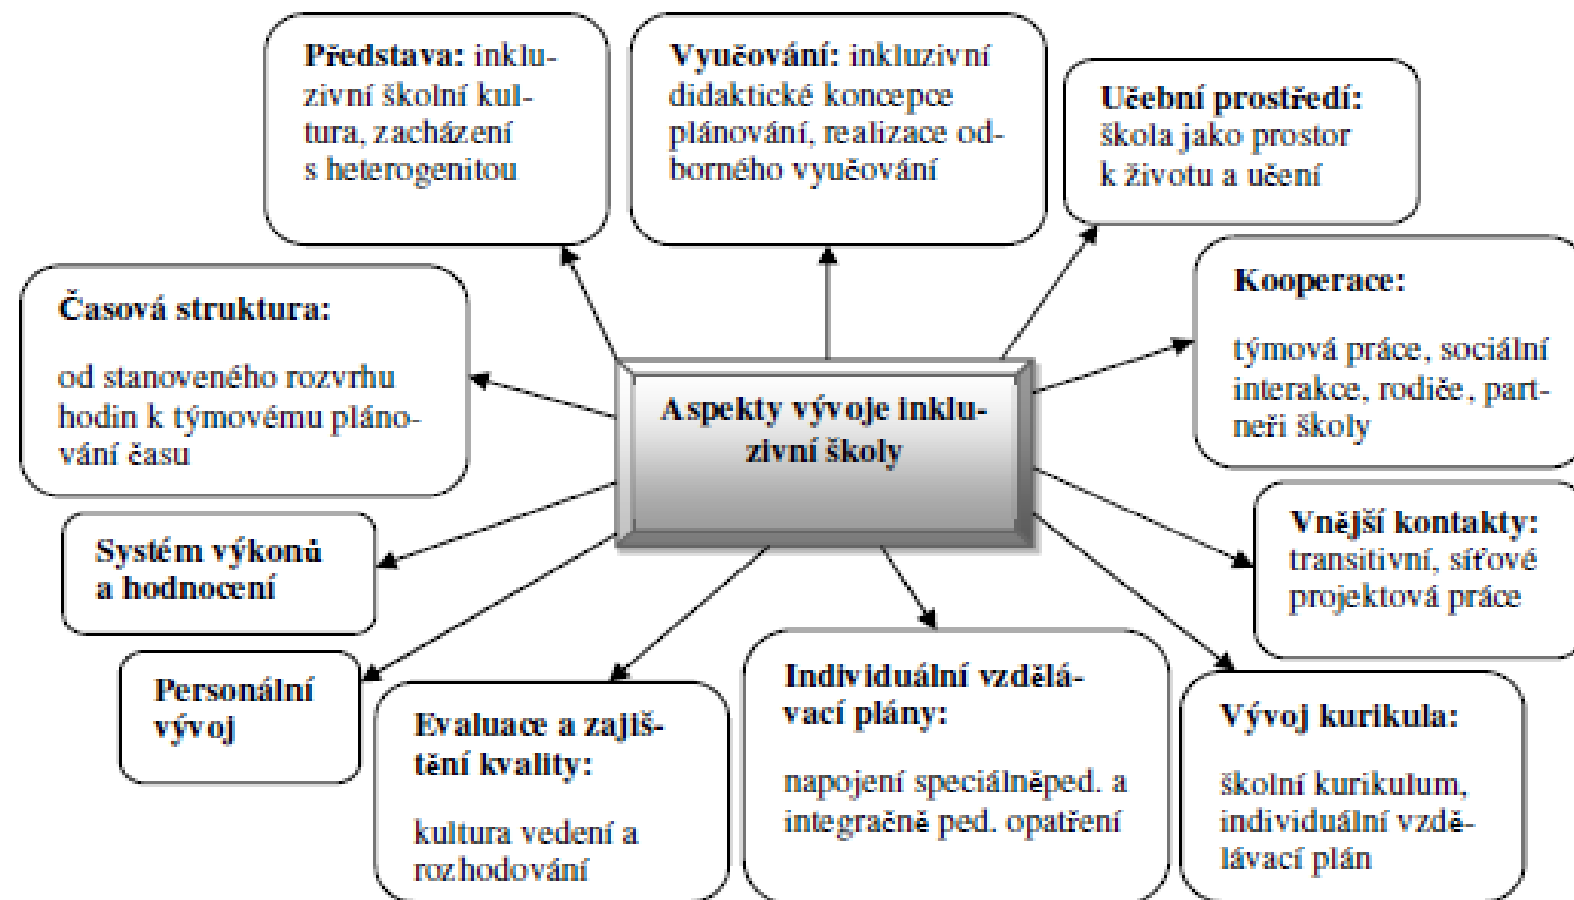 Představa: inklu-
zivní školní kul-
tura, zacházení
s heterogenitou
Vyučování: inkluzivní
didaktické koncepce
plánování, realizace od-
borného vyučování
Učební prostředí:
škola jako prostor
k životu a učení
Časová struktura:
od stanoveného rozvrhu
hodin k týmovému pláno-
vání času
Kooperace:
týmová práce, sociální
interakce, rodiče, part-
neři školy
Aspekty vývoje inklu-
zivní školy
Systém výkonů
a hodnocení
Vnější kontakty:
transitivní, síťové
projektová práce
Personální
vývoj
Evaluace a zajiš-
tění kvality:
kultura vedení a
rozhodování
Individuální vzdělá-
vací plány:
napojení speciálněped. a
integračně ped. opatření
Vývoj kurikula:
školní kurikulum,
individuální vzdě-
lávací plán